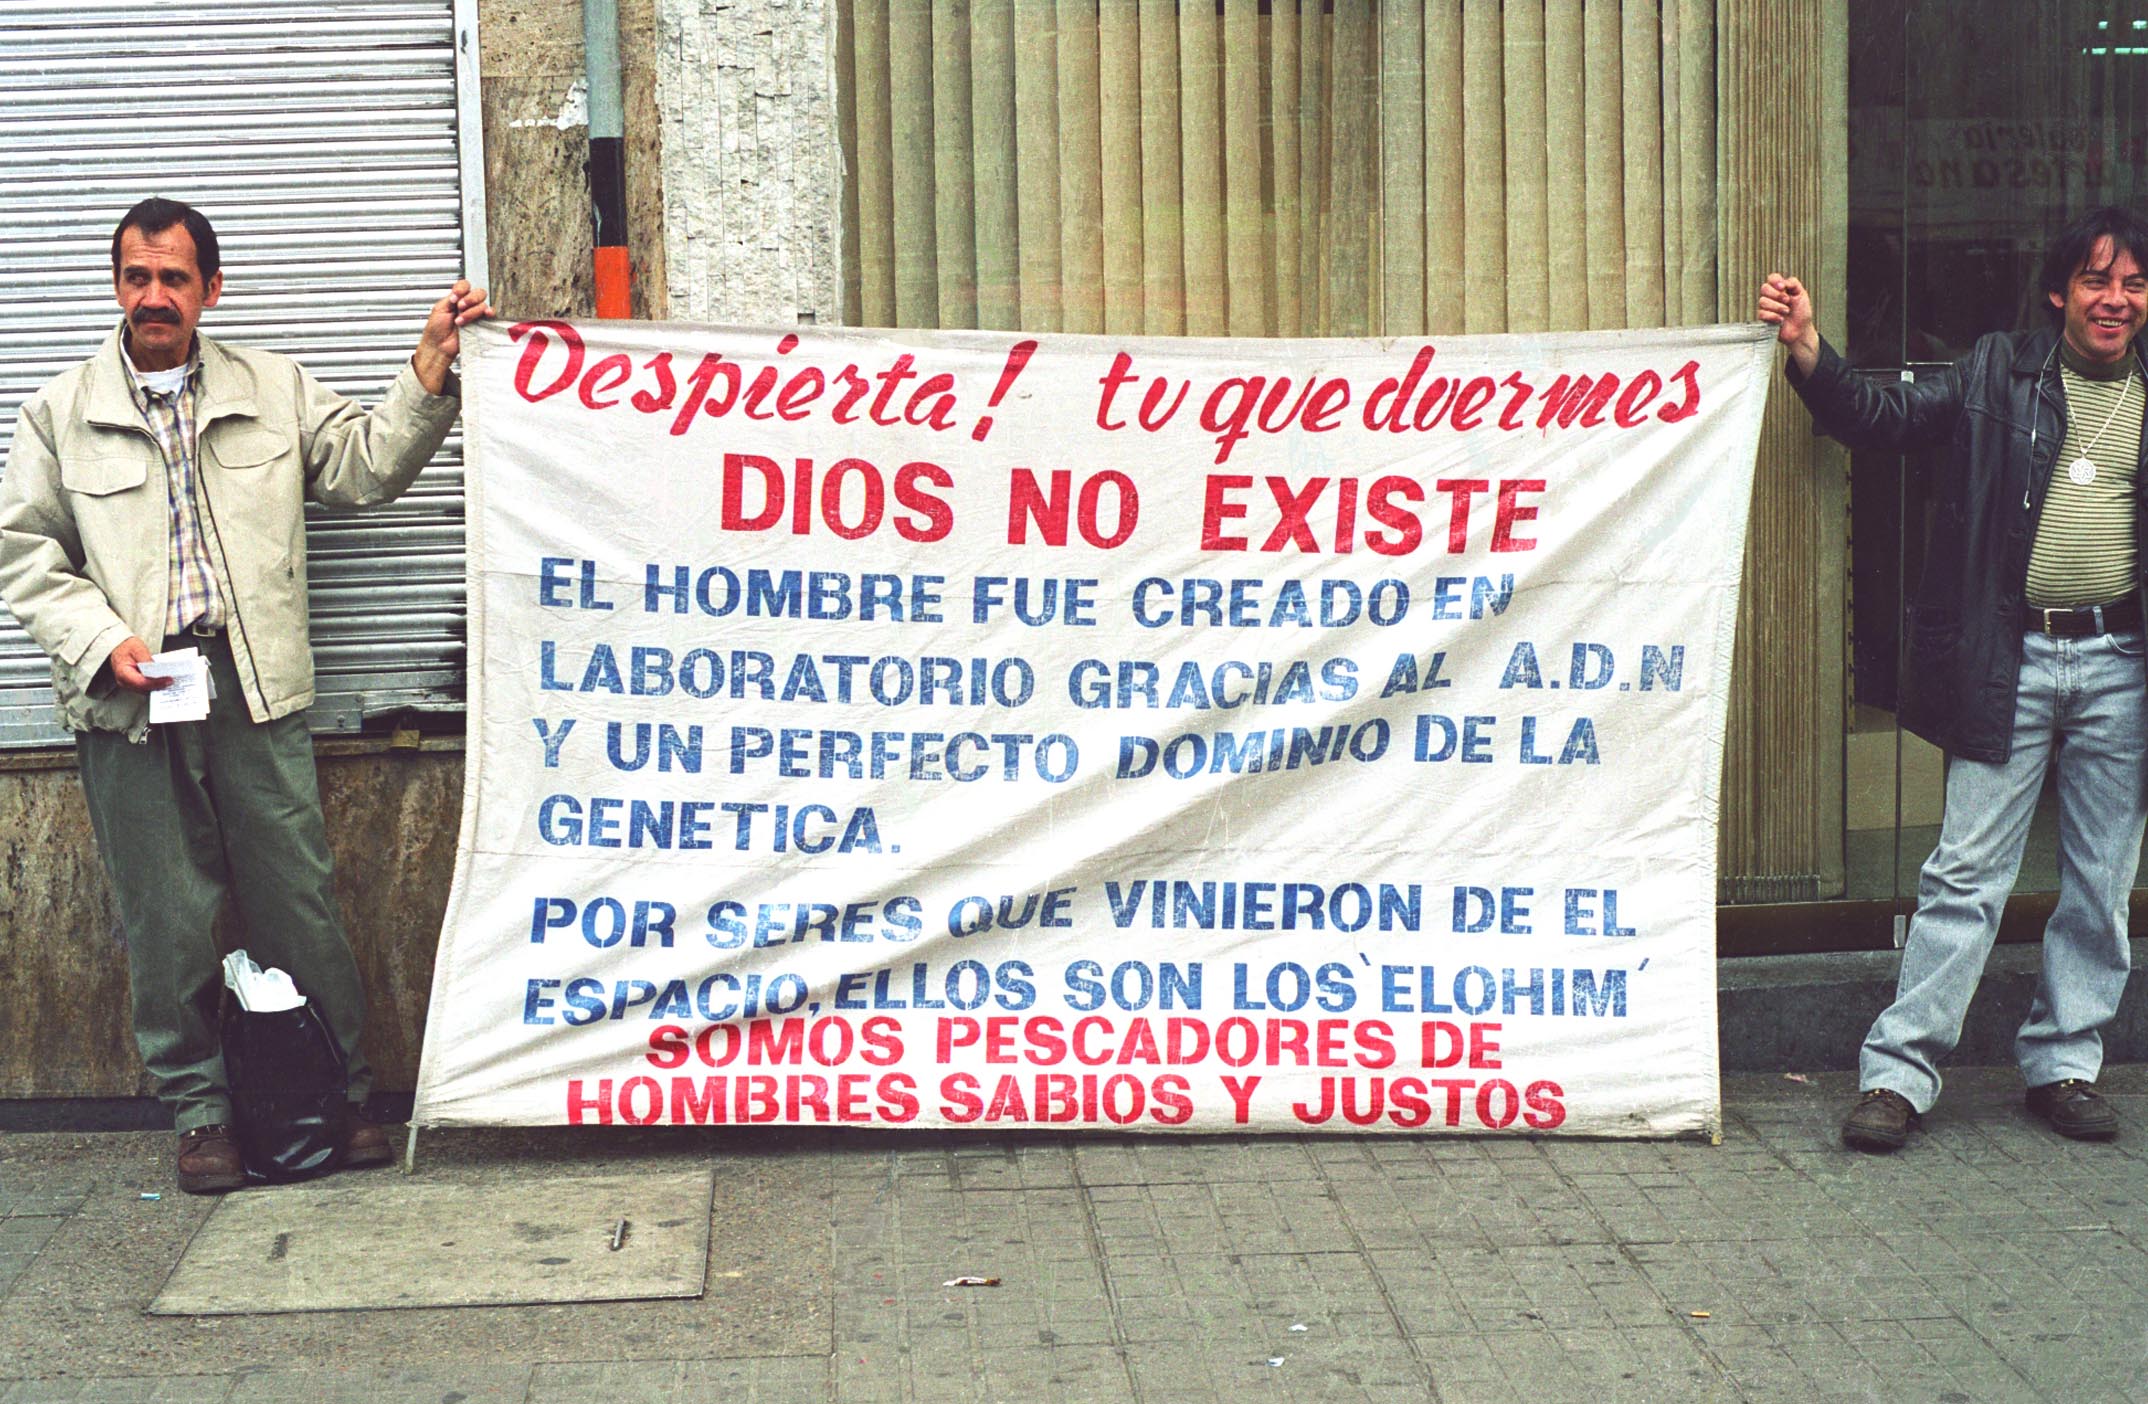 Despierta! tu que duermes
DIOS NO EXISTE
EL HOMBRE FUE CREADO EN
LABORATORIO GRACIAS AL A.D.N
Y UN PERFECTO DOMINIO DE LA
GENETICA.
POR SERES QUE VINIERON DE EL
ESPACIO, ELLOS SON LOS ‵ELOHIM′
SOMOS PESCADORES DE
HOMBRES SABIOS Y JUSTOS